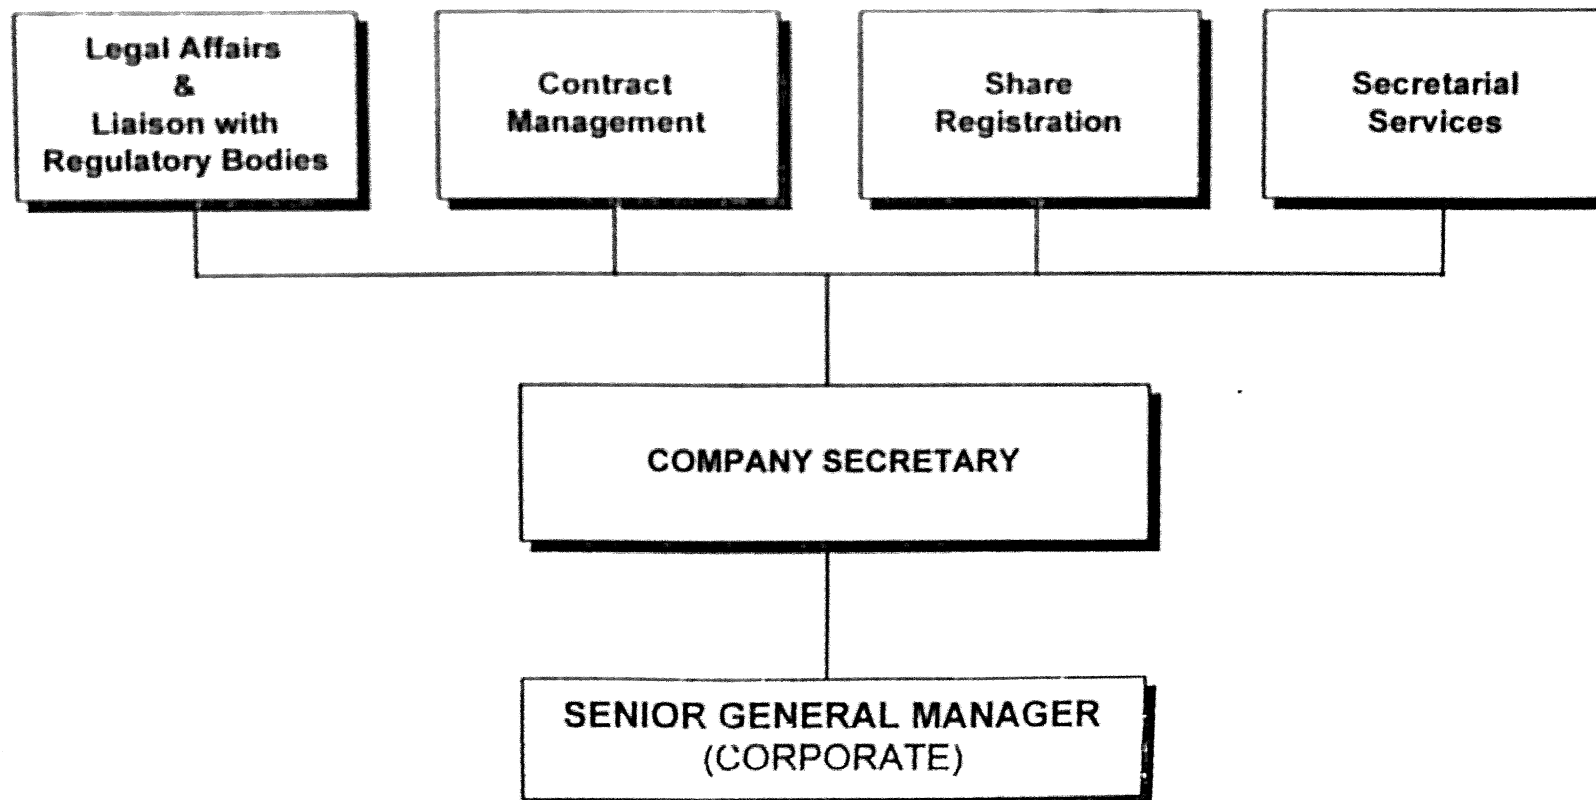 Legal Affairs
&
Liaison with
Regulatory Bodies
Contract
Management
Share
Registration
Secretarial
Services
COMPANY SECRETARY
SENIOR GENERAL MANAGER
(CORPORATE)